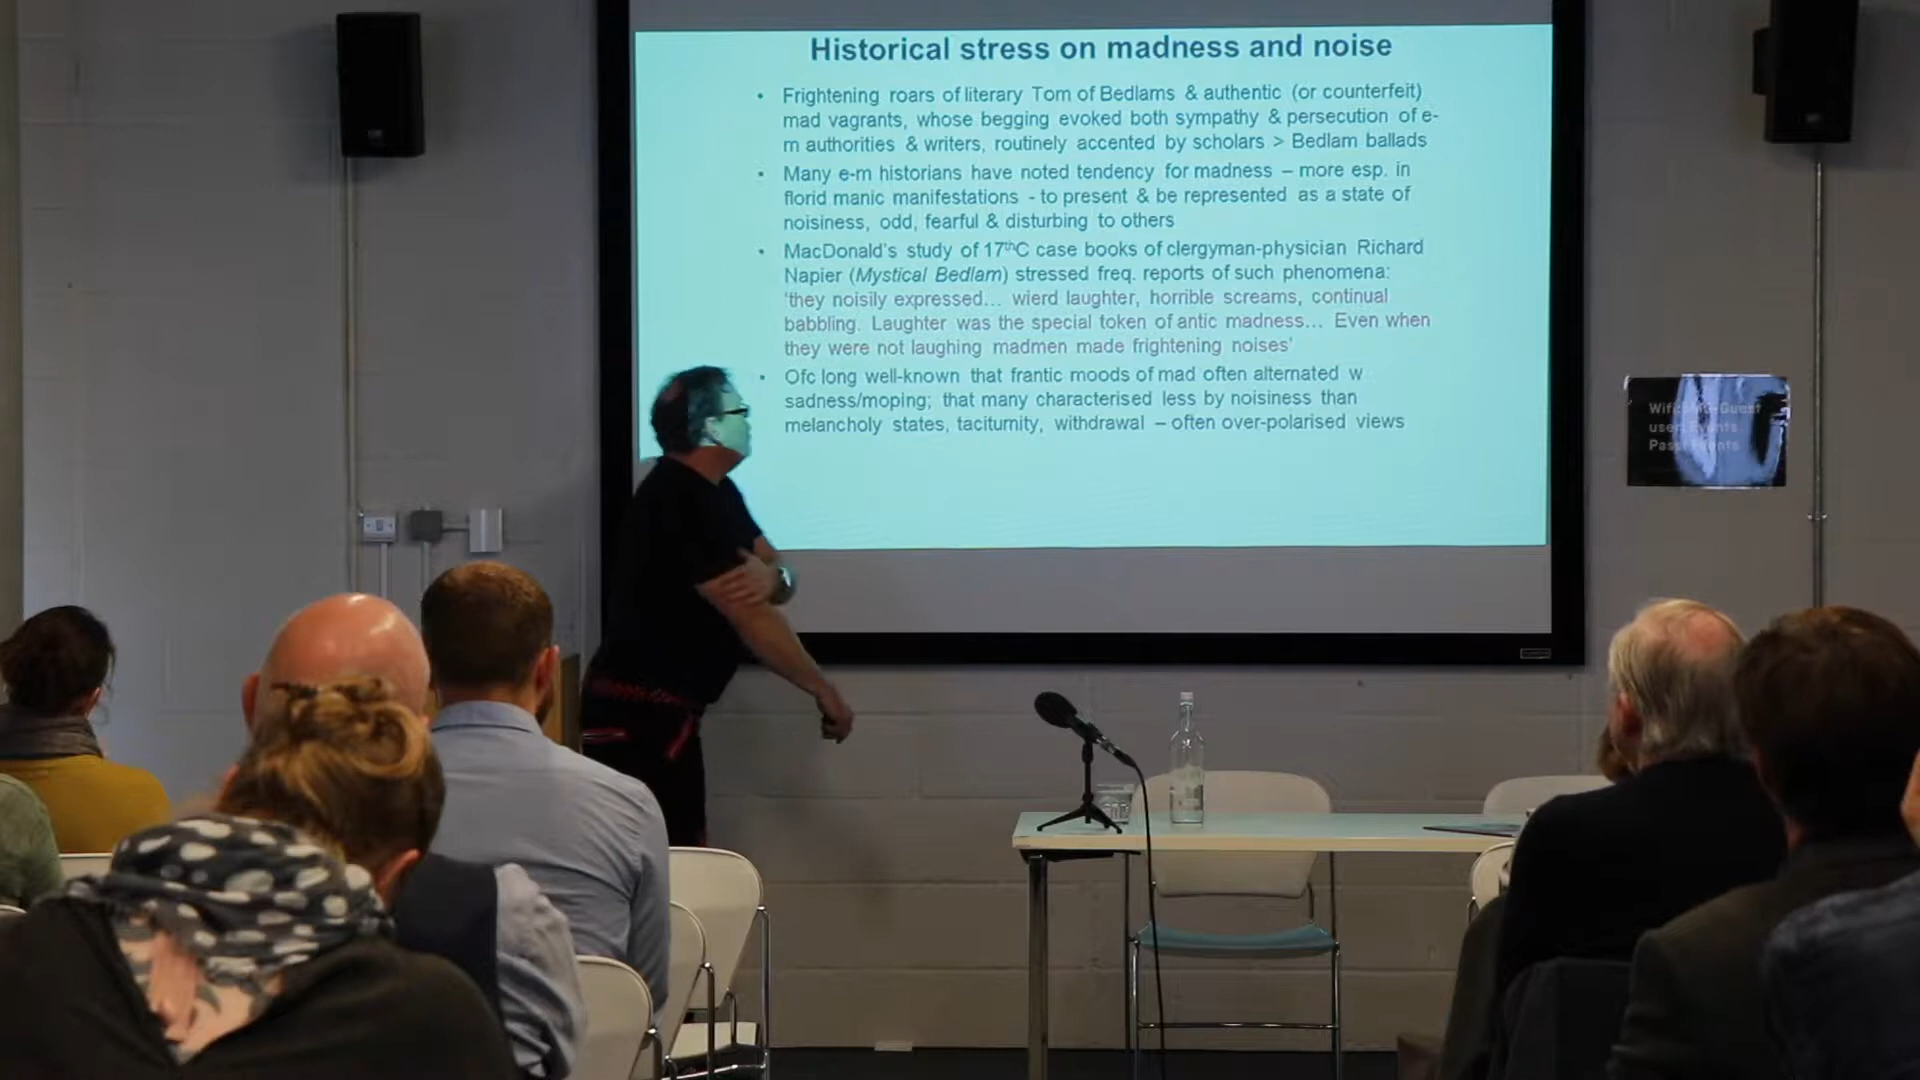 Historical stress on madness and noise
• Frightening roars of literary Tom of Bedlams & authentic (or counterfeit)
mad vagrants, whose begging evoked both sympathy & persecution of e-
m authorities & writers, routinely accented by scholars > Bedlam ballads
• Many e-m historians have noted tendency for madness – more esp. in
florid manic manifestations - to present & be represented as a state of
noisiness, odd, fearful & disturbing to others
• MacDonald's study of 17thC case books of clergyman-physician Richard
Napier (Mystical Bedlam) stressed freq. reports of such phenomena:
'they noisily expressed... wierd laughter, horrible screams, continual
babbling. Laughter was the special token of antic madness... Even when
they were not laughing madmen made frightening noises'
• Ofc long well-known that frantic moods of mad often alternated w
sadness/moping; that many characterised less by noisiness than
melancholy states, taciturnity, withdrawal – often over-polarised views